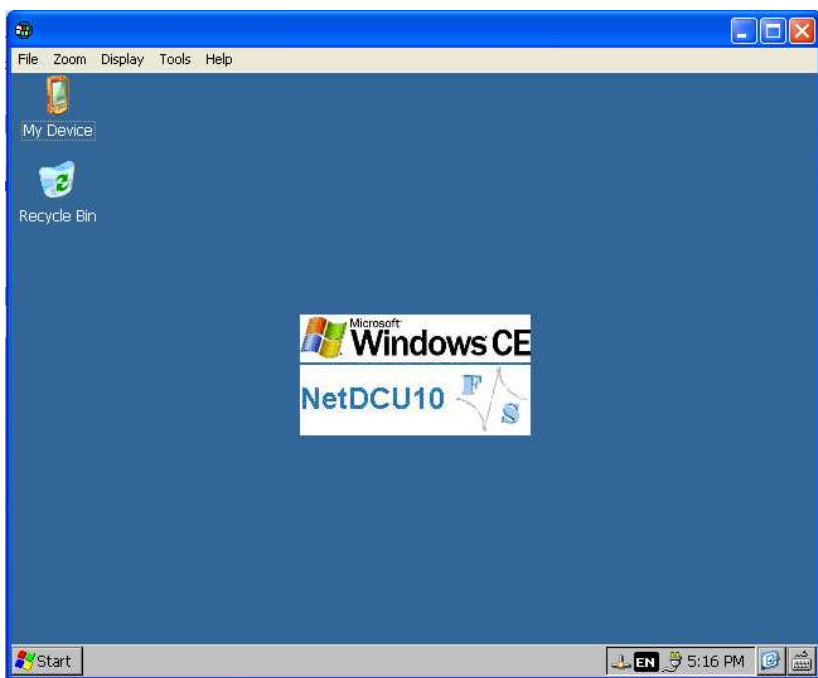 File Zoom Display Tools Help
My Device
Recycle Bin
Microsoft
Windows CE
NetDCU10 F S
Start EN 5:16 PM